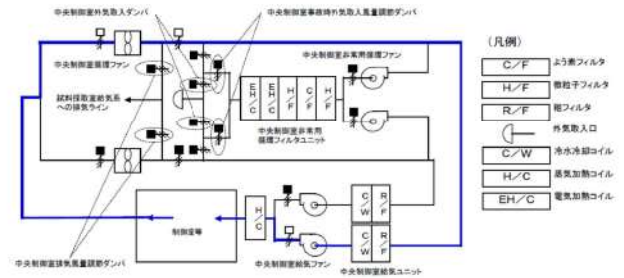 中央制御室外気取入ダンパ
中央制御室事故時外気取入風量調節ダンパ
中央制御室循環ファン
中央制御室非常用循環ファン
試料採取室給気系
への排気ライン
EH/C
EH/C
H/F
C/F
H/F
中央制御室非常用
循環フィルタユニット
制御室等
H/C
C/W
R/F
C/W
R/F
中央制御室排気風量調節ダンパ
中央制御室給気ファン
中央制御室給気ユニット
(凡例)
C/F よう素フィルタ
H/F 微粒子フィルタ
R/F 粗フィルタ
外気取入口
C/W 冷水冷却コイル
H/C 蒸気加熱コイル
EH/C 電気加熱コイル